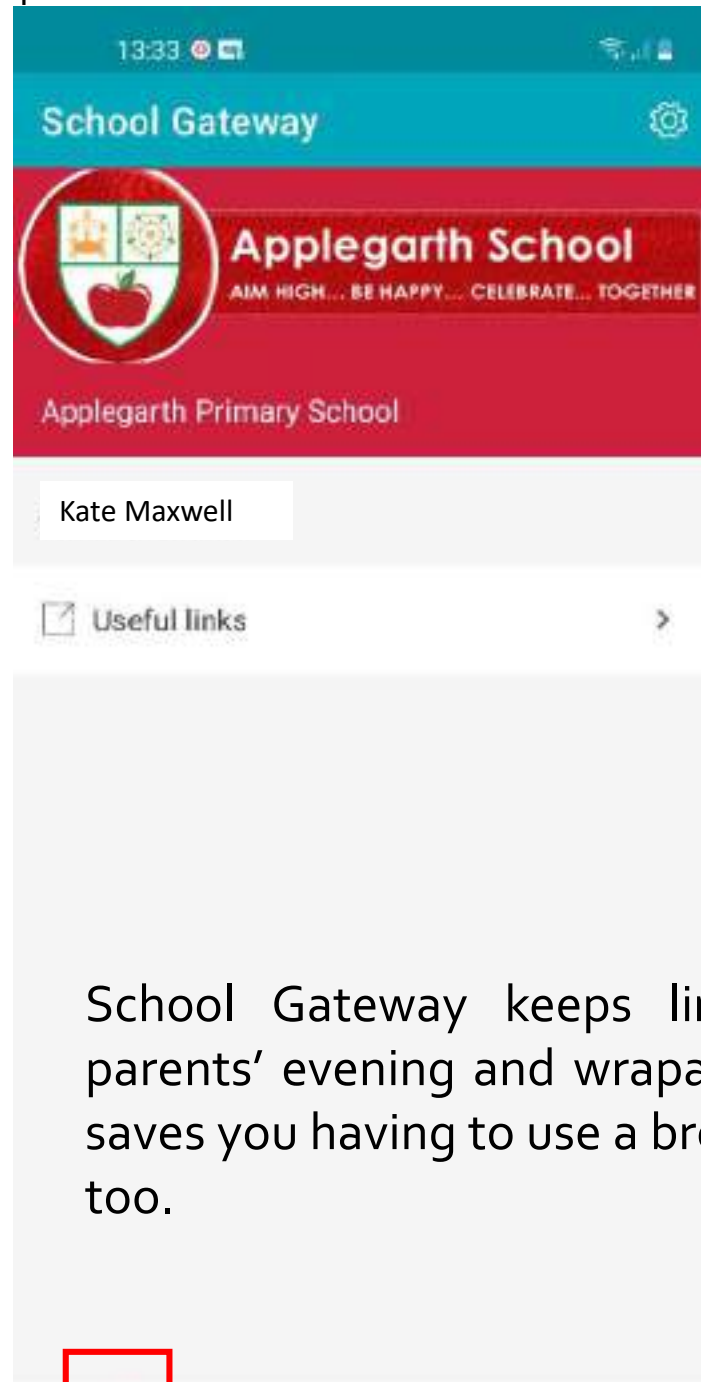 13:33
School Gateway
Applegarth School
AIM HIGH... BE HAPPY... CELEBRATE... TOGETHER
Applegarth Primary School
Kate Maxwell
Useful links
School Gateway keeps
parents' evening and
saves you having to use a
too.